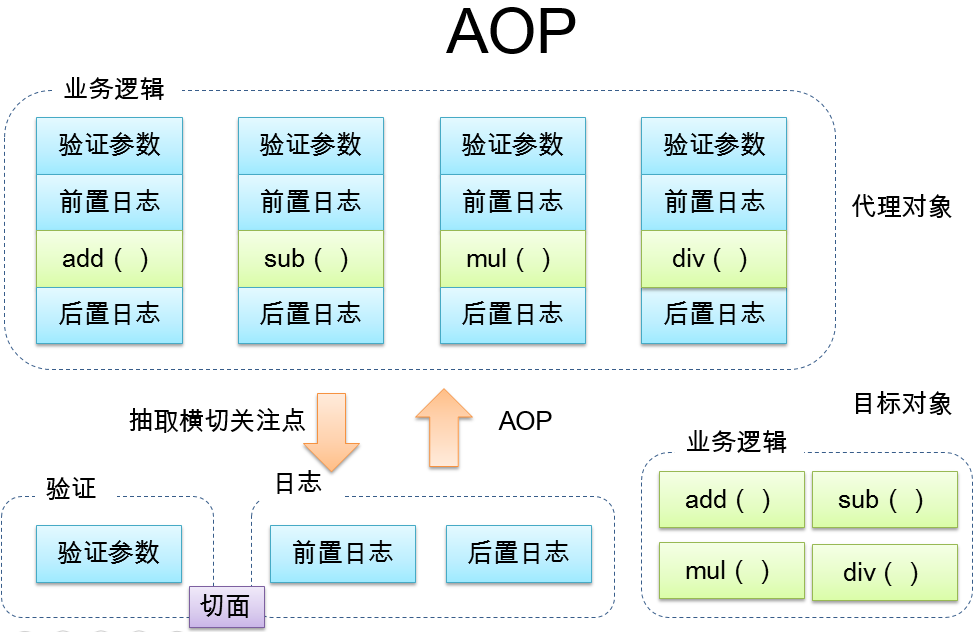 AOP
业务逻辑
验证参数 验证参数 验证参数 验证参数
前置日志 前置日志 前置日志 前置日志
代理对象
add（ ） sub（ ） mul（ ） div（ ）
后置日志 后置日志 后置日志 后置日志
抽取横切关注点
AOP
目标对象
业务逻辑
验证
日志
add（ ） sub（ ）
验证参数
前置日志 后置日志
mul（ ） div（ ）
切面